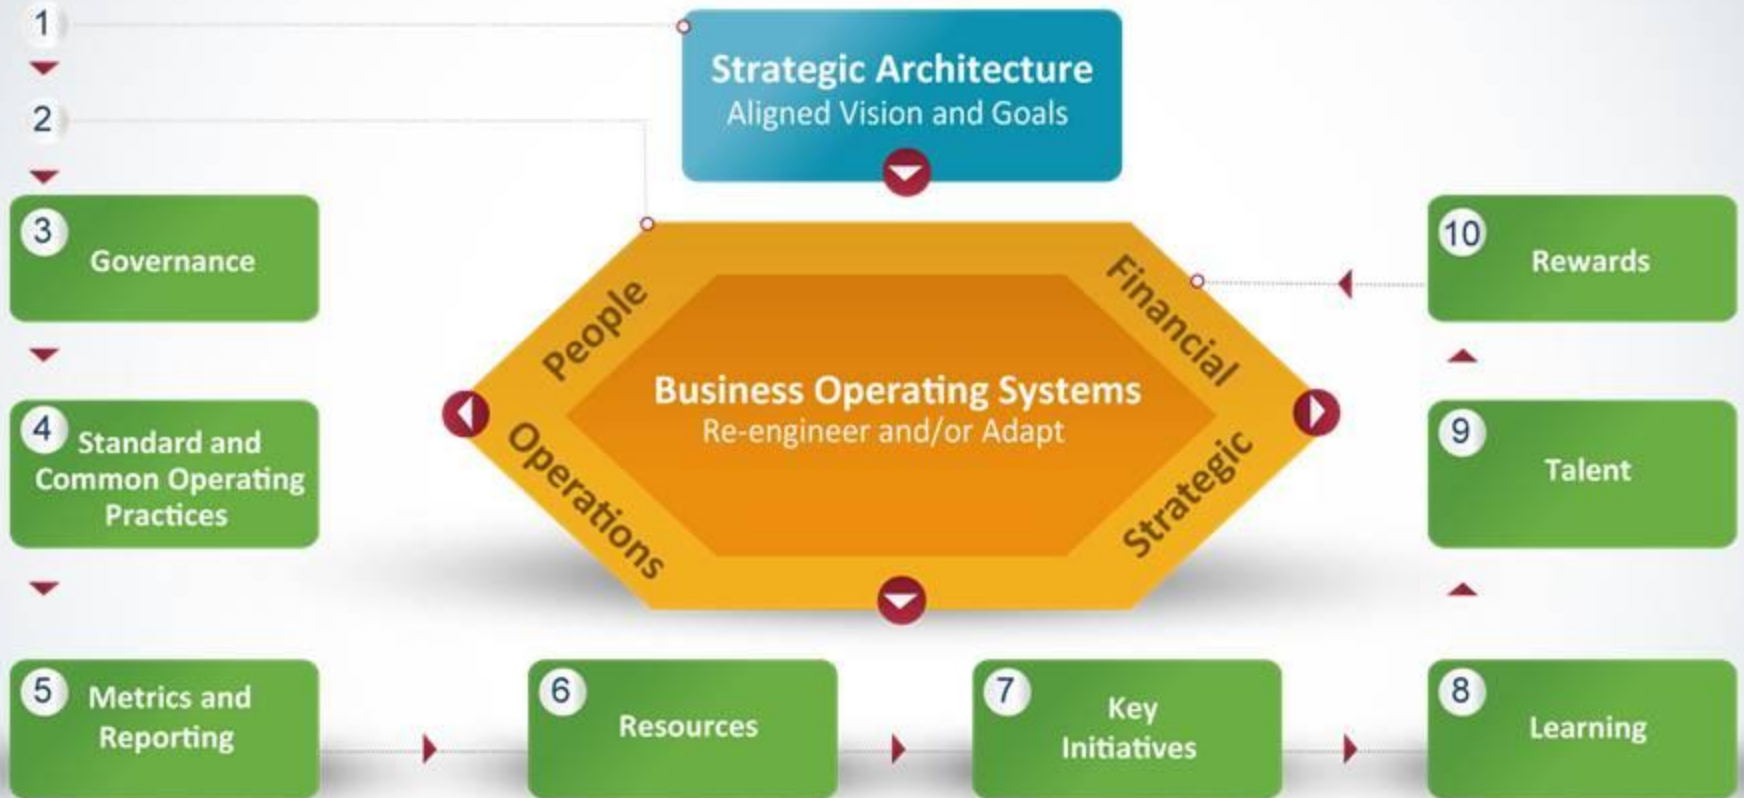 1
Strategic Architecture
Aligned Vision and Goals
2
3
Governance
10
Rewards
People
Financial
Business Operating Systems
Re-engineer and/or Adapt
Operations
Strategic
4
Standard and
Common Operating
Practices
9
Talent
5
Metrics and
Reporting
6
Resources
7
Key
Initiatives
8
Learning